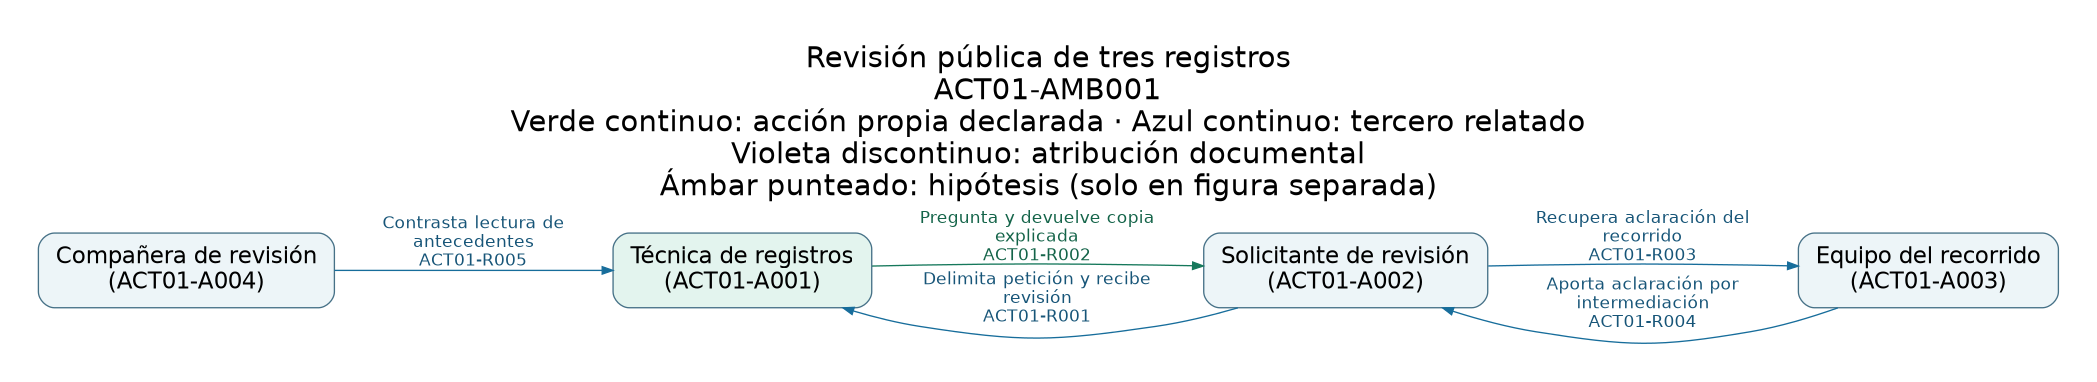 Revisión pública de tres registros
ACT01-AMB001
Verde continuo: acción propia declarada · Azul continuo: tercero relatado
Violeta discontinuo: atribución documental
Ámbar punteado: hipótesis (solo en figura separada)
Compañera de revisión
(ACT01-A004)
Contrasta lectura de
antecedentes
ACT01-R005
Técnica de registros
(ACT01-A001)
Pregunta y devuelve copia
explicada
ACT01-R002
Delimita petición y recibe
revisión
ACT01-R001
Solicitante de revisión
(ACT01-A002)
Recupera aclaración del
recorrido
ACT01-R003
Aporta aclaración por
intermediación
ACT01-R004
Equipo del recorrido
(ACT01-A003)